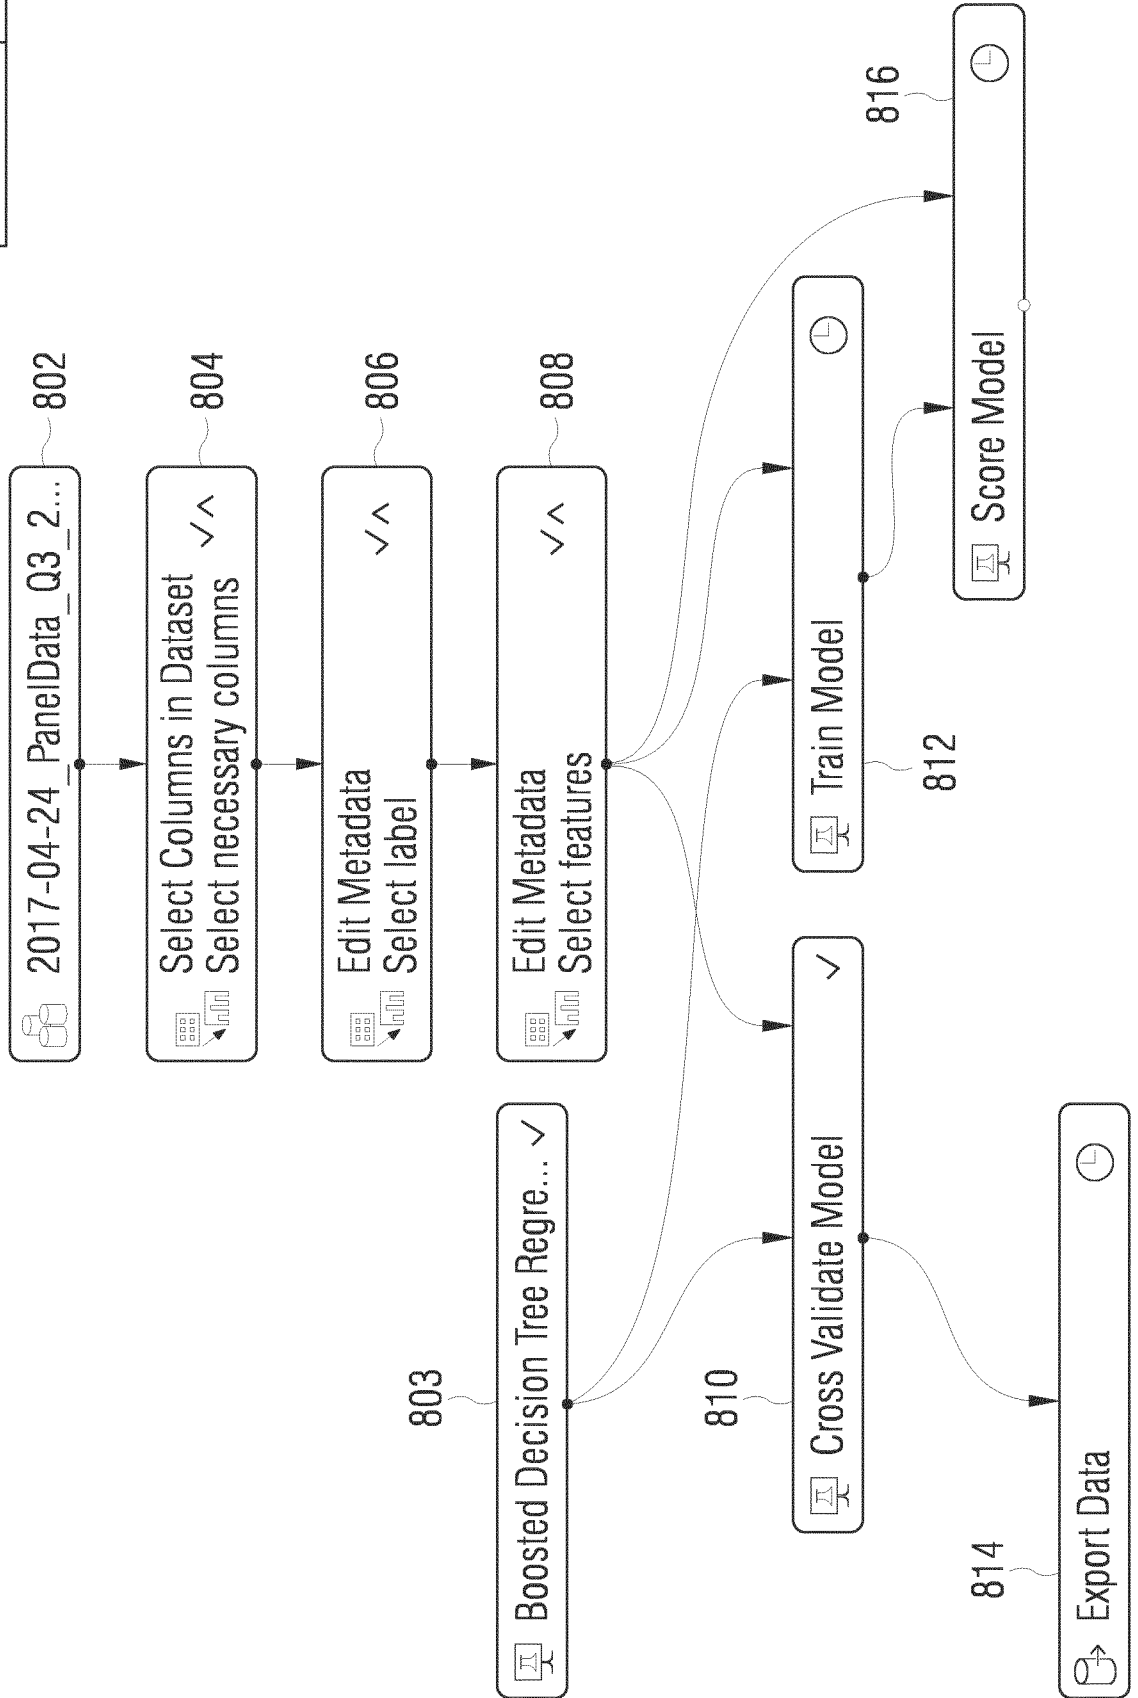 2017-04-24_PanelData_Q3_2...
802
Select Columns in Dataset
Select necessary columns
804
Edit Metadata
Select label
806
803
Boosted Decision Tree Regre...
Edit Metadata
Select features
808
810
Cross Validate Model
Train Model
812
816
Score Model
814
Export Data